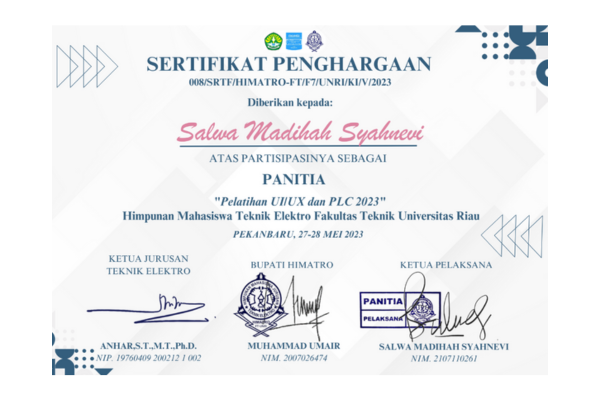 SERTIFIKAT PENGHARGAAN
008/SRTF/HIMATRO-FT/F7/UNRI/KI/V/2023
Diberikan kepada:
Salwa Madihah Syahnevi
ATAS PARTISIPASINYA SEBAGAI
PANITIA
"Pelatihan UI/UX dan PLC 2023"
Himpunan Mahasiswa Teknik Elektro Fakultas Teknik Universitas Riau
PEKANBARU, 27-28 MEI 2023
KETUA JURUSAN
TEKNIK ELEKTRO
BUPATI HIMATRO
KETUA PELAKSANA
PANITIA
PELAKSANA
ANHAR,S.T.,M.T.,Ph.D.
NIP. 19760409 200212 1 002
MUHAMMAD UMAIR
NIM. 2007026474
SALWA MADIHAH SYAHNEVI
NIM. 2107110261